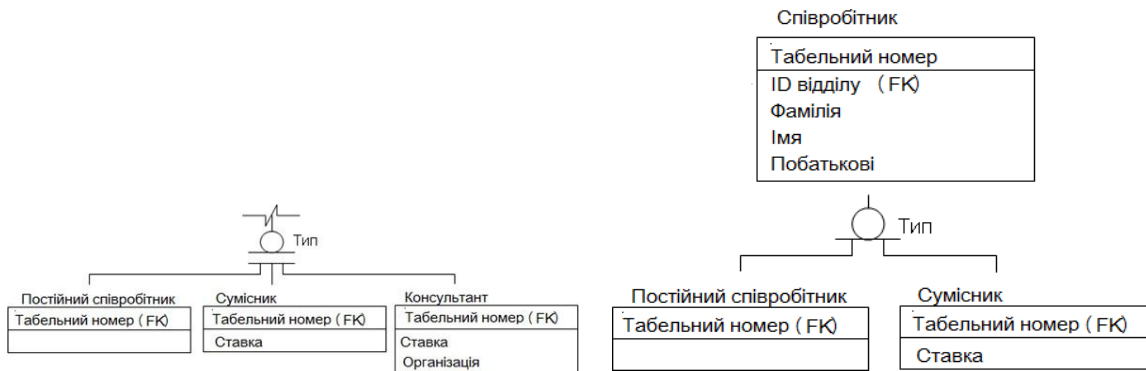 Тип
Постійний співробітник
Табельний номер (FK)
Сумісник
Табельний номер (FK)
Ставка
Консультант
Табельний номер (FK)
Ставка
Організація
Співробітник
Табельний номер
ID відділу (FK)
Фамілія
Імя
Побатькові
Тип
Постійний співробітник
Табельний номер (FK)
Сумісник
Табельний номер (FK)
Ставка